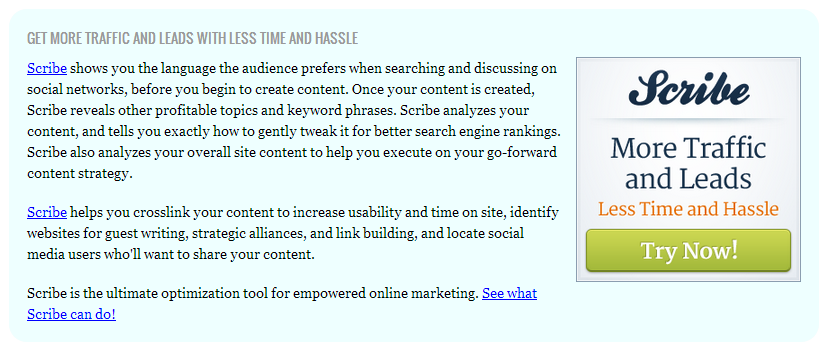 GET MORE TRAFFIC AND LEADS WITH LESS TIME AND HASSLE
Scribe shows you the language the audience prefers when searching and discussing on
social networks, before you begin to create content. Once your content is created,
Scribe reveals other profitable topics and keyword phrases. Scribe analyzes your
content, and tells you exactly how to gently tweak it for better search engine rankings.
Scribe also analyzes your overall site content to help you execute on your go-forward
content strategy.
Scribe helps you crosslink your content to increase usability and time on site, identify
websites for guest writing, strategic alliances, and link building, and locate social
media users who'll want to share your content.
Scribe is the ultimate optimization tool for empowered online marketing. See what
Scribe can do!
Scribe
More Traffic
and Leads
Less Time and Hassle
Try Now!